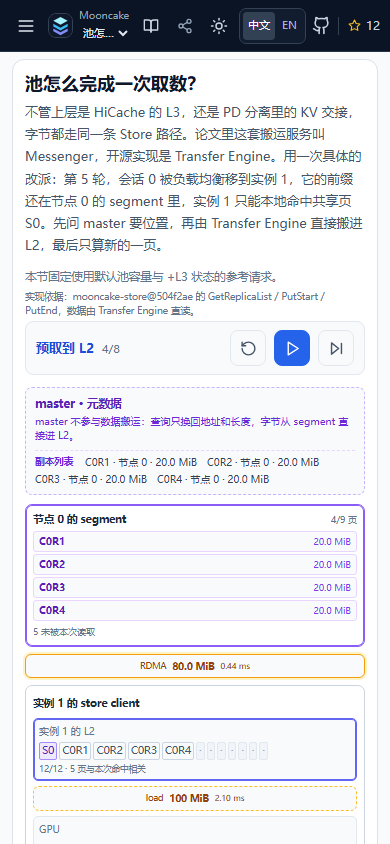 Mooncake
池怎... 中文 EN 12
池怎么完成一次取数？
不管上层是 HiCache 的 L3，还是 PD 分离里的 KV 交接，
字节都走同一条 Store 路径。论文里这套搬运服务叫
Messenger，开源实现是 Transfer Engine。用一次具体的
改派：第 5 轮，会话 0 被负载均衡移到实例 1，它的前缀
还在节点 0 的 segment 里，实例 1 只能本地命中共享页
S0。先问 master 要位置，再由 Transfer Engine 直接搬进
L2，最后只算新的一页。
本节固定使用默认池容量与 +L3 状态的参考请求。
实现依据：mooncake-store@504f2ae 的 GetReplicaList / PutStart /
PutEnd，数据由 Transfer Engine 直读。
预取到 L2 4/8
master • 元数据
master 不参与数据搬运：查询只换回地址和长度，字节从 segment 直
接进 L2。
副本列表 C0R1 · 节点 0 · 20.0 MiB C0R2 · 节点 0 · 20.0 MiB
C0R3 · 节点 0 · 20.0 MiB C0R4 · 节点 0 · 20.0 MiB
节点 0 的 segment 4/9 页
C0R1 20.0 MiB
C0R2 20.0 MiB
C0R3 20.0 MiB
C0R4 20.0 MiB
5 未被本次读取
RDMA 80.0 MiB 0.44 ms
实例 1 的 store client
实例 1 的 L2
S0 C0R1 C0R2 C0R3 C0R4 · · · · · · ·
12/12 · 5 页与本次命中相关
load 100 MiB 2.10 ms
GPU